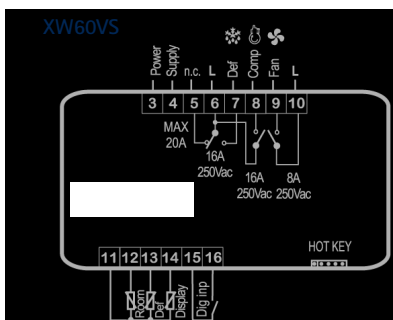 XW60VS
Power
Supply
n.c.
L
Def
Comp
Fan
L
3 4 5 6 7 8 9 10
MAX
20A
16A
250Vac
16A
250Vac
8A
250Vac
HOT KEY
11 12 13 14 15 16
Room
Def
Display
Dig inp